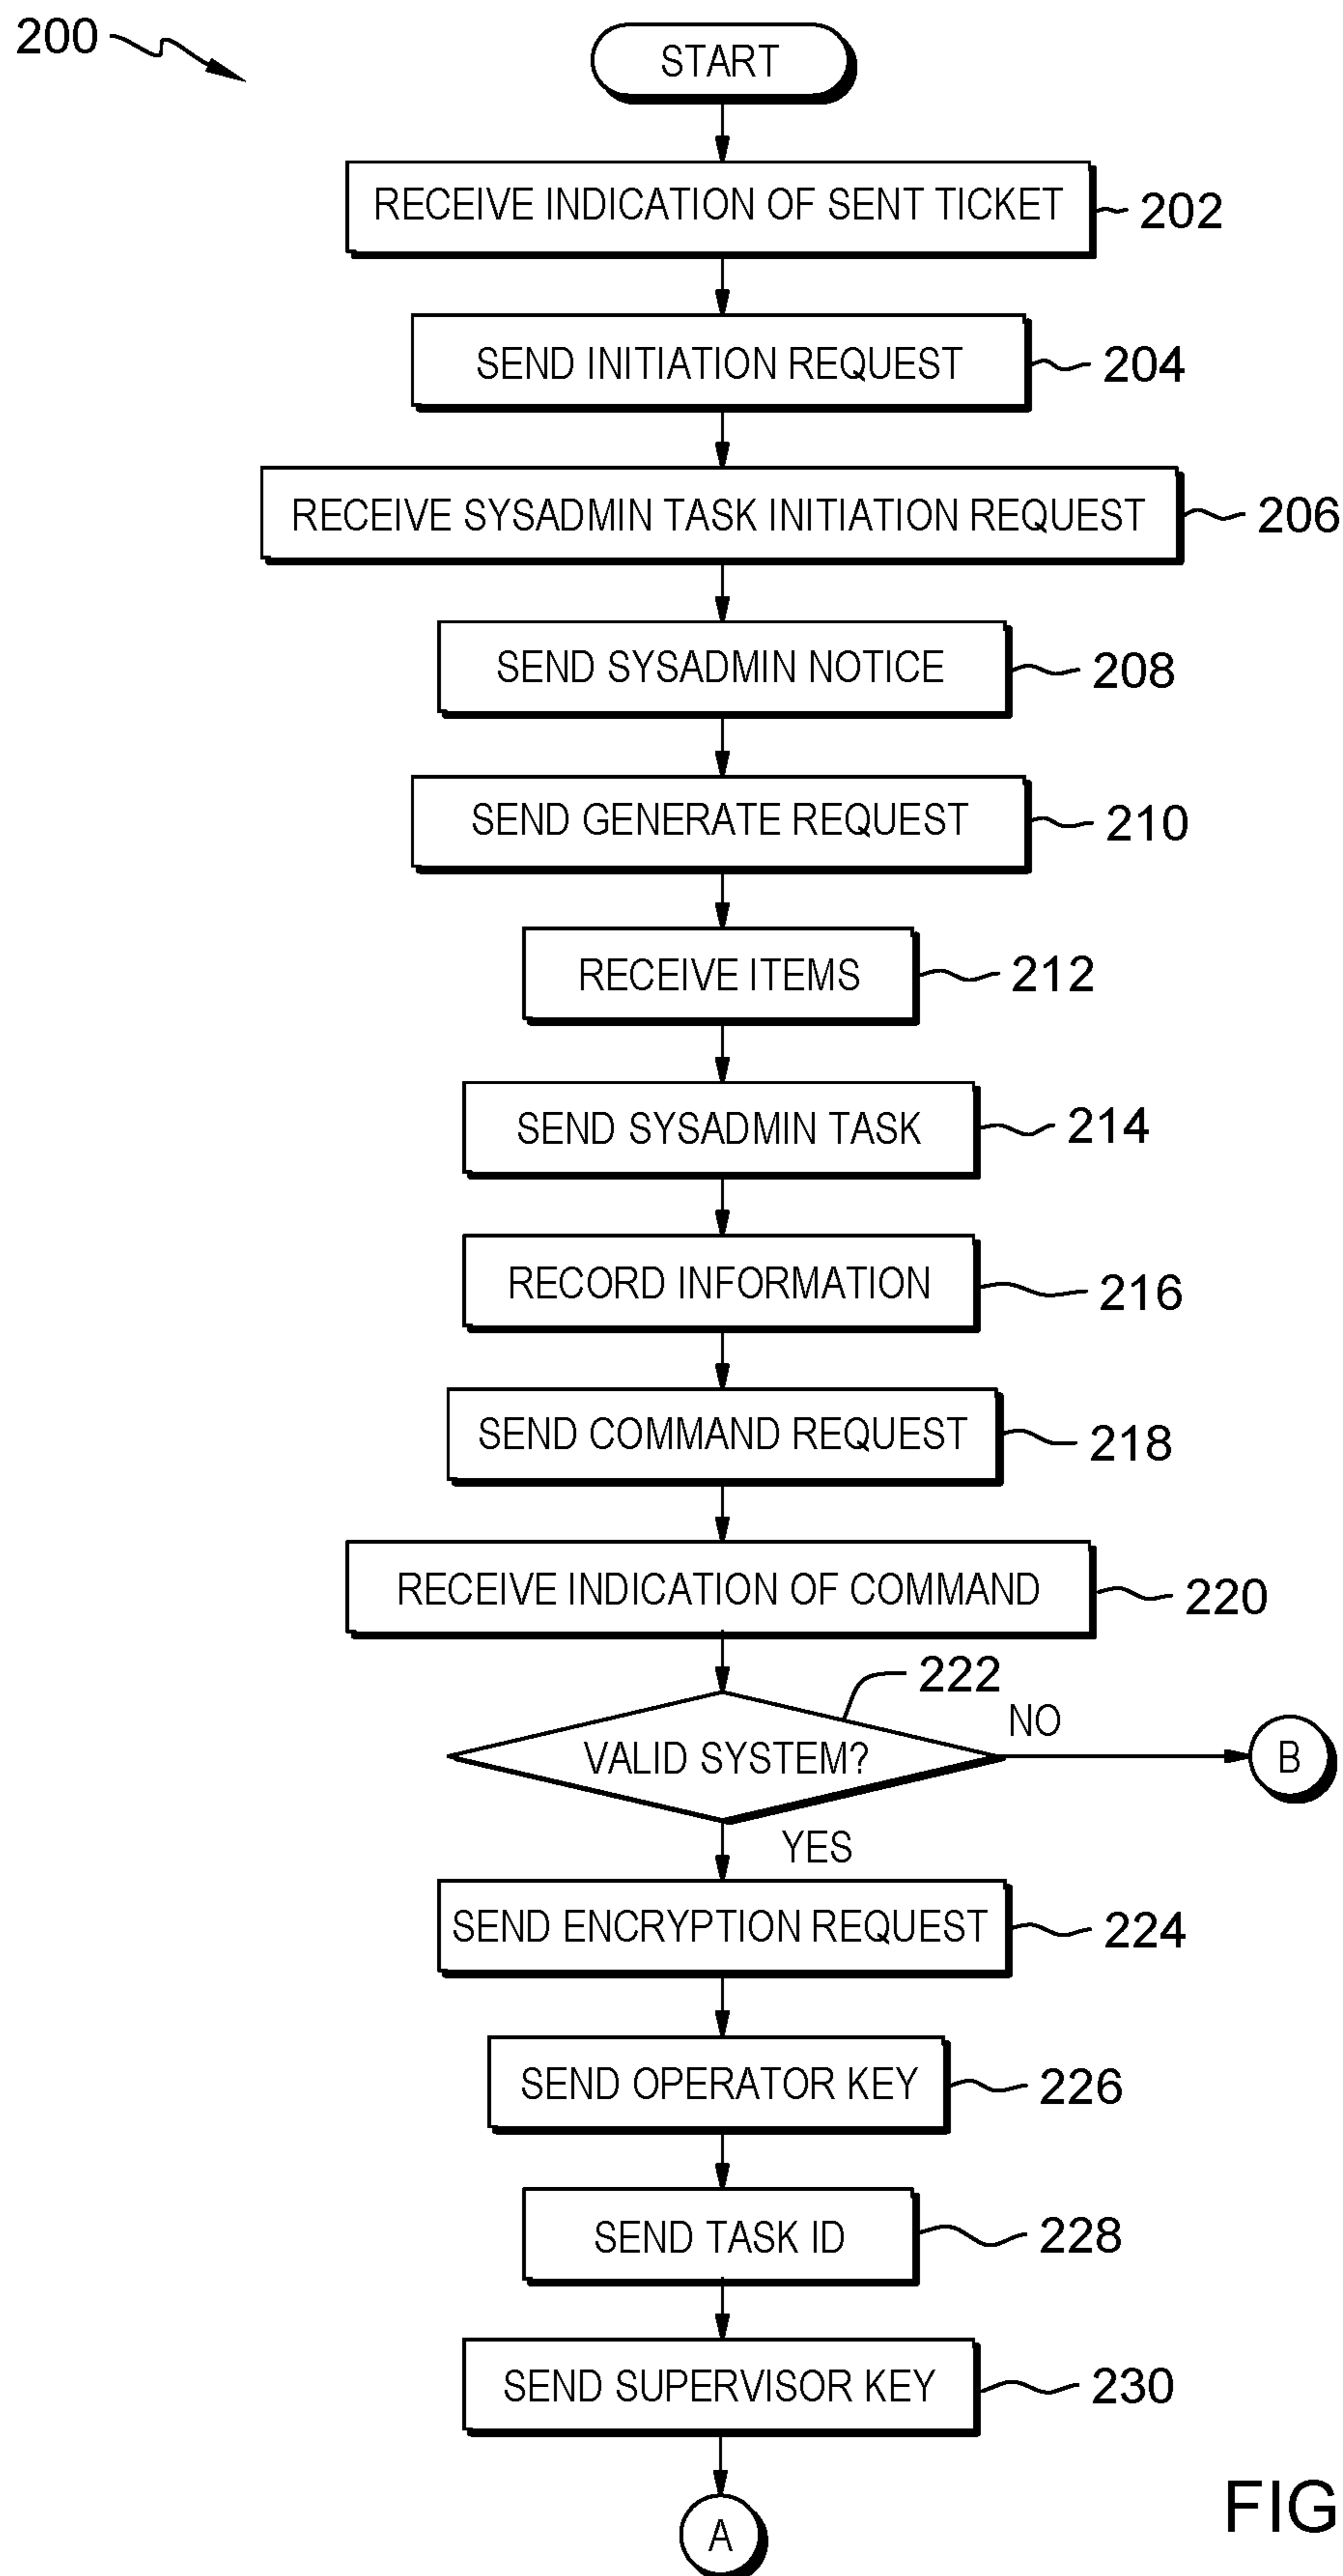 200
START
RECEIVE INDICATION OF SENT TICKET 202
SEND INITIATION REQUEST 204
RECEIVE SYSADMIN TASK INITIATION REQUEST 206
SEND SYSADMIN NOTICE 208
SEND GENERATE REQUEST 210
RECEIVE ITEMS 212
SEND SYSADMIN TASK 214
RECORD INFORMATION 216
SEND COMMAND REQUEST 218
RECEIVE INDICATION OF COMMAND 220
222
NO
VALID SYSTEM? B
YES
SEND ENCRYPTION REQUEST 224
SEND OPERATOR KEY 226
SEND TASK ID 228
SEND SUPERVISOR KEY 230
FIG
A